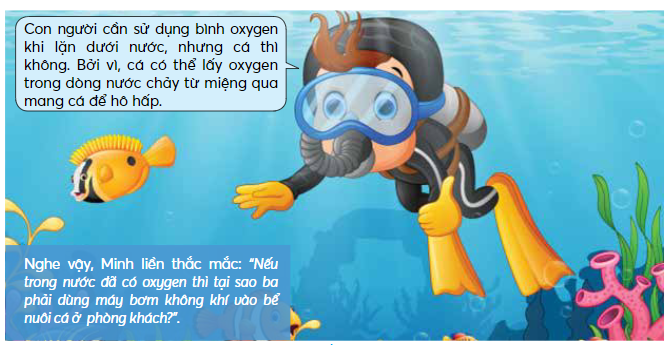 Con người cần sử dụng bình oxygen
khi lặn dưới nước, nhưng cá thì
không. Bởi vì, cá có thể lấy oxygen
trong dòng nước chảy từ miệng qua
mang cá để hô hấp.
Nghe vậy, Minh liền thắc mắc: "Nếu
trong nước đã có oxygen thì tại sao ba
phải dùng máy bơm không khí vào bể
nuôi cá ở phòng khách?".